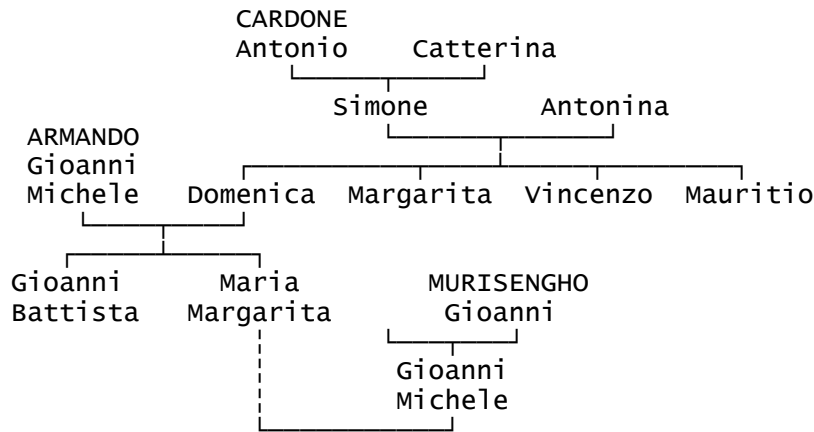 CARDONE
Antonio Catterina
Simone Antonina
ARMANDO
Gioanni
Michele Domenica Margarita Vincenzo Mauritio
Gioanni Maria MURISENGHO
Battista Margarita Gioanni
Gioanni
Michele